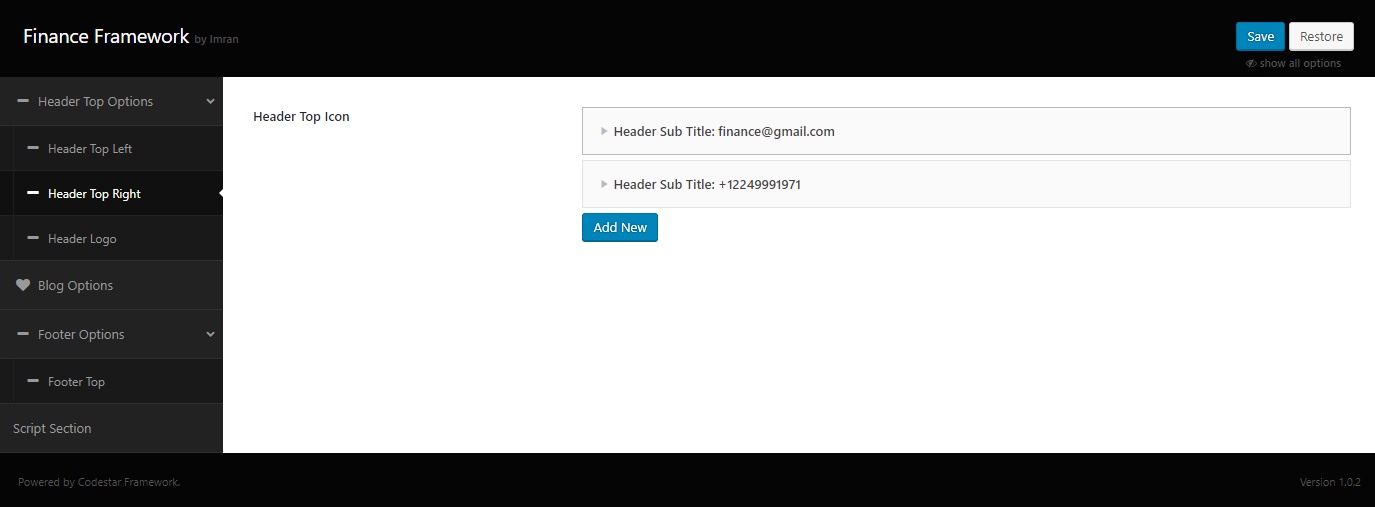 Finance Framework by Imran
Save
Restore
show all options
Header Top Options
Header Top Left
Header Top Right
Header Logo
Blog Options
Footer Options
Footer Top
Script Section
Header Top Icon
Header Sub Title: finance@gmail.com
Header Sub Title: +12249991971
Add New
Powered by Codestar Framework.
Version 1.0.2